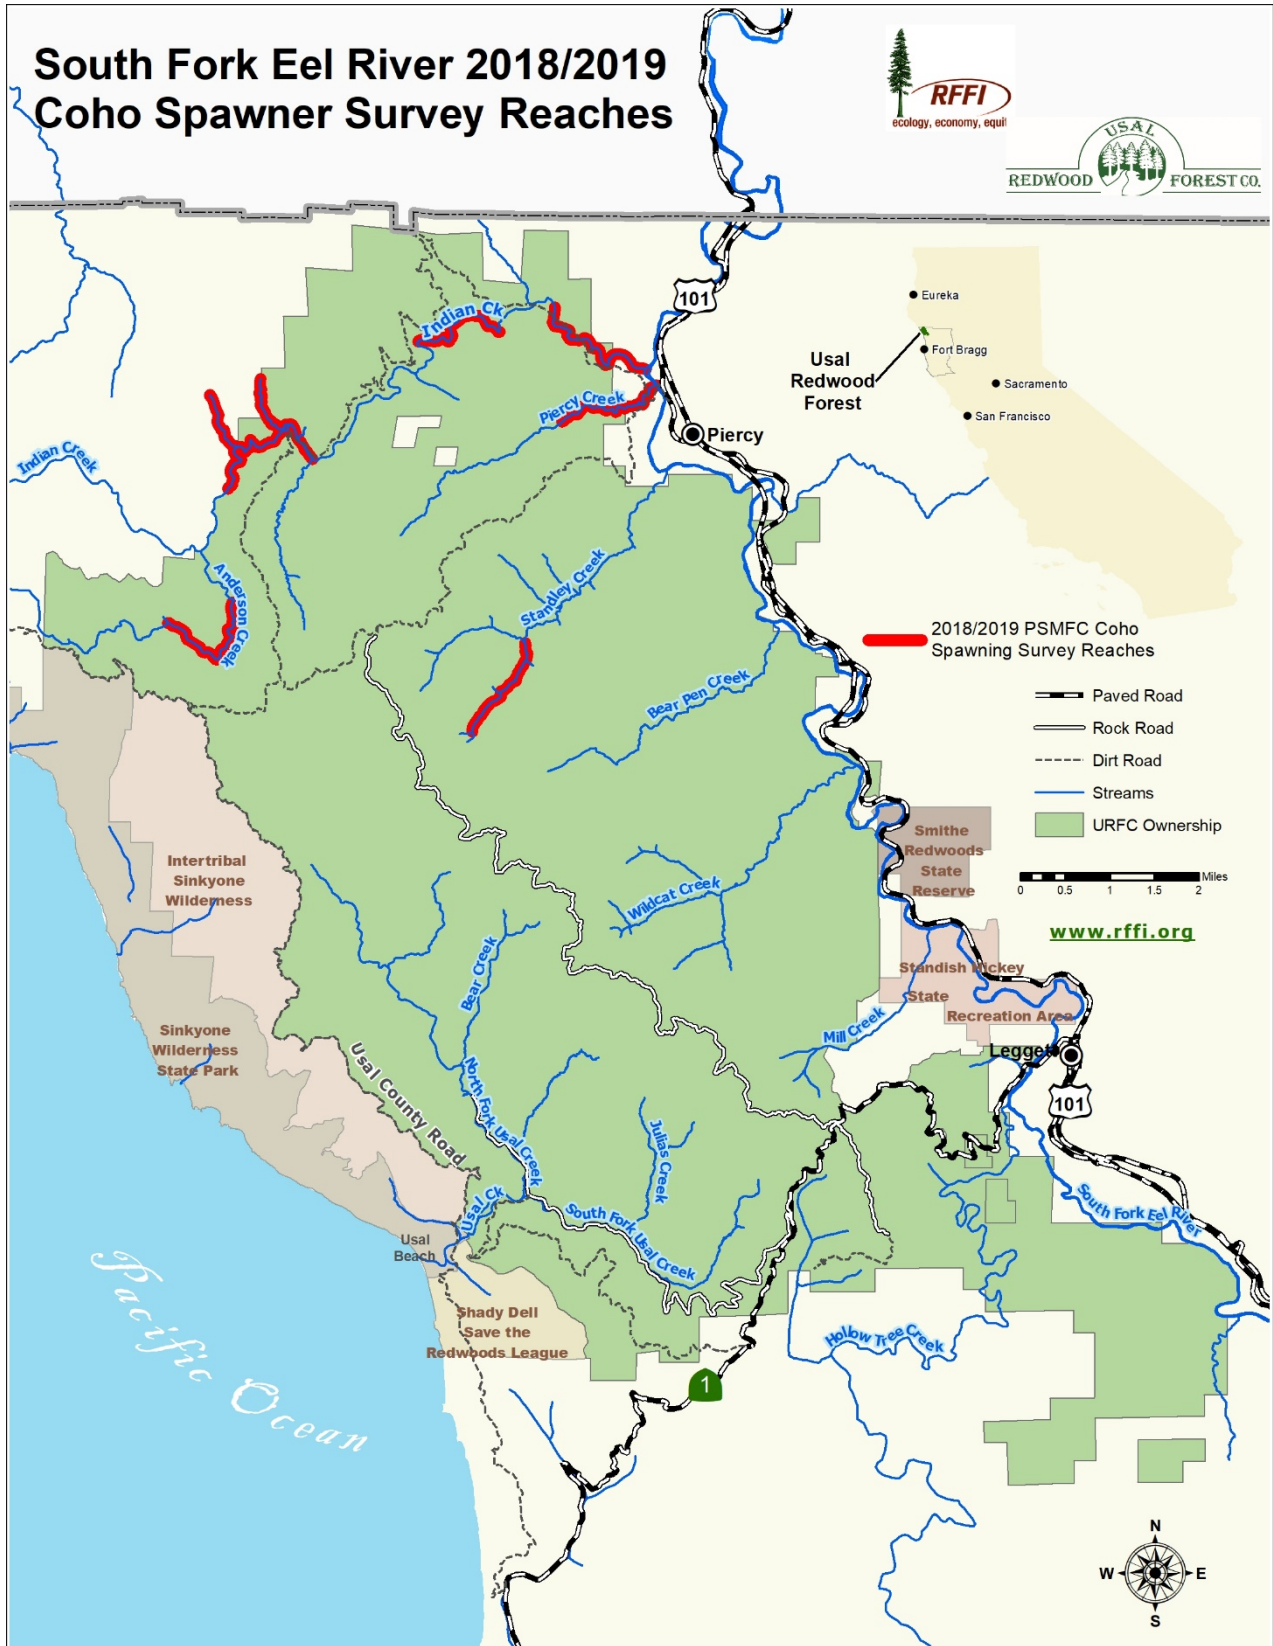 South Fork Eel River 2018/2019
Coho Spawner Survey Reaches
RFFI
ecology, economy, equit
USAL
REDWOOD FOREST CO.
101
Indian Ck
Eureka
Fort Bragg
Usal
Redwood
Forest
Sacramento
San Francisco
Piercy Creek
Piercy
Indian Creek
Anderson Creek
Standley Creek
2018/2019 PSMFC Coho
Spawning Survey Reaches
Bear Pen Creek
Paved Road
Rock Road
Dirt Road
Streams
URFC Ownership
0 0.5 1 1.5 2 Miles
www.rffi.org
Smithe
Redwoods
State
Reserve
Intertribal
Sinkyone
Wilderness
Wildcat Creek
Bear Creek
Standish Hickey
State
Recreation Area
Mill Creek
Leggett
101
Sinkyone
Wilderness
State Park
Usal County Road
North Fork Usal Creek
Julias Creek
Usal Ck
South Fork Usal Creek
South Fork Eel River
Usal
Beach
Shady Dell
Save the
Redwoods League
Hollow Tree Creek
1
Pacific Ocean
N
W E
S